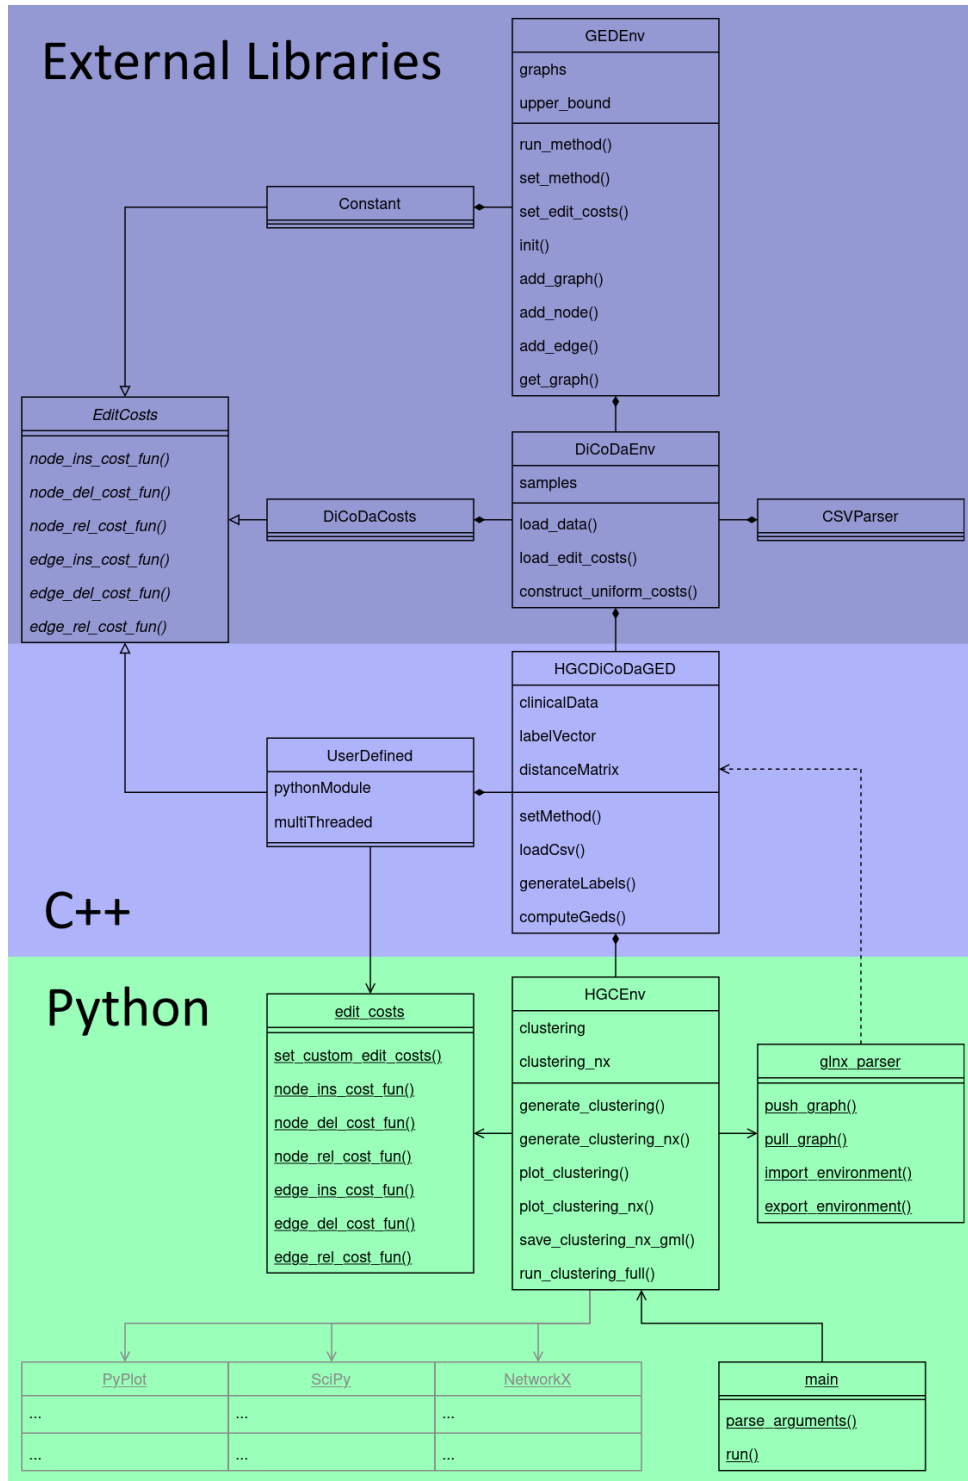 External Libraries
GEDEnv
graphs
upper_bound
run_method()
set_method()
set_edit_costs()
init()
add_graph()
add_node()
add_edge()
get_graph()
Constant
EditCosts
node_ins_cost_fun()
node_del_cost_fun()
node_rel_cost_fun()
edge_ins_cost_fun()
edge_del_cost_fun()
edge_rel_cost_fun()
DiCoDaCosts
DiCoDaEnv
samples
load_data()
load_edit_costs()
construct_uniform_costs()
CSVParser
C++
UserDefined
pythonModule
multiThreaded
HGCDiCoDaGED
clinicalData
labelVector
distanceMatrix
setMethod()
loadCsv()
generateLabels()
computeGeds()
Python
edit_costs
set_custom_edit_costs()
node_ins_cost_fun()
node_del_cost_fun()
node_rel_cost_fun()
edge_ins_cost_fun()
edge_del_cost_fun()
edge_rel_cost_fun()
HGCEnv
clustering
clustering_nx
generate_clustering()
generate_clustering_nx()
plot_clustering()
plot_clustering_nx()
save_clustering_nx_gml()
run_clustering_full()
glnx_parser
push_graph()
pull_graph()
import_environment()
export_environment()
PyPlot
...
...
SciPy
...
...
NetworkX
...
...
main
parse_arguments()
run()